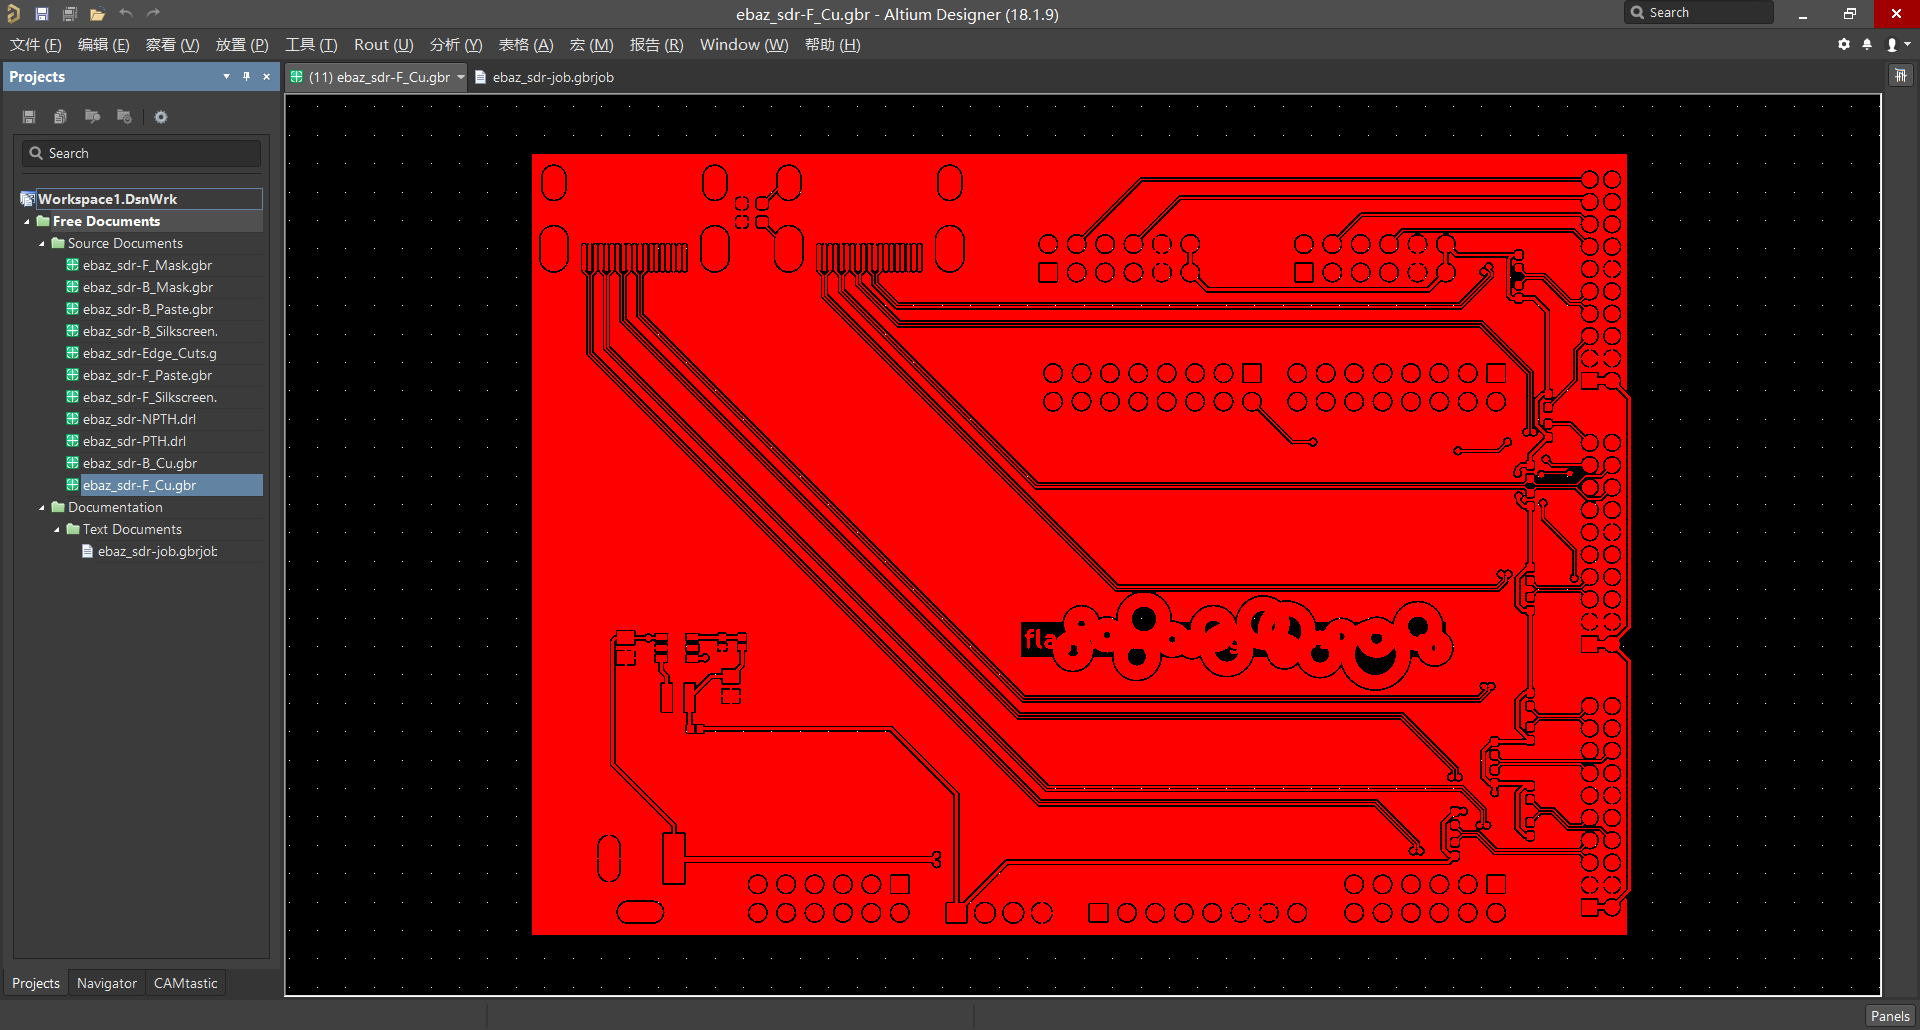 ebaz_sdr-F_Cu.gbr - Altium Designer (18.1.9)
Search
文件 (F) 编辑 (E) 察看 (V) 放置 (P) 工具 (T) Rout (U) 分析 (Y) 表格 (A) 宏 (M) 报告 (R) Window (W) 帮助 (H)
Projects
(11) ebaz_sdr-F_Cu.gbr
ebaz_sdr-job.gbrjob
Search
Workspace1.DsnWrk
Free Documents
Source Documents
ebaz_sdr-F_Mask.gbr
ebaz_sdr-B_Mask.gbr
ebaz_sdr-B_Paste.gbr
ebaz_sdr-B_Silkscreen.
ebaz_sdr-Edge_Cuts.g
ebaz_sdr-F_Paste.gbr
ebaz_sdr-F_Silkscreen.
ebaz_sdr-NPTH.drl
ebaz_sdr-PTH.drl
ebaz_sdr-B_Cu.gbr
ebaz_sdr-F_Cu.gbr
Documentation
Text Documents
ebaz_sdr-job.gbrjob
fla
Projects Navigator CAMtastic
Panels